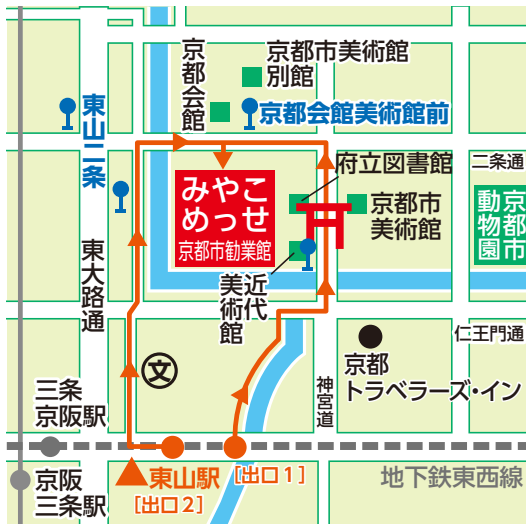 京都市美術館
別館
京都会館
京都会館美術館前
東山二条
府立図書館
二条通
みやこ
めっせ
京都市勧業館
京都市
美術館
京都市
動物園
東大路通
近代
美術館
仁王門通
文
京都
トラベラーズ・イン
神宮道
三条
京阪駅
東山駅
[出口1]
[出口2]
京阪
三条駅
地下鉄東西線